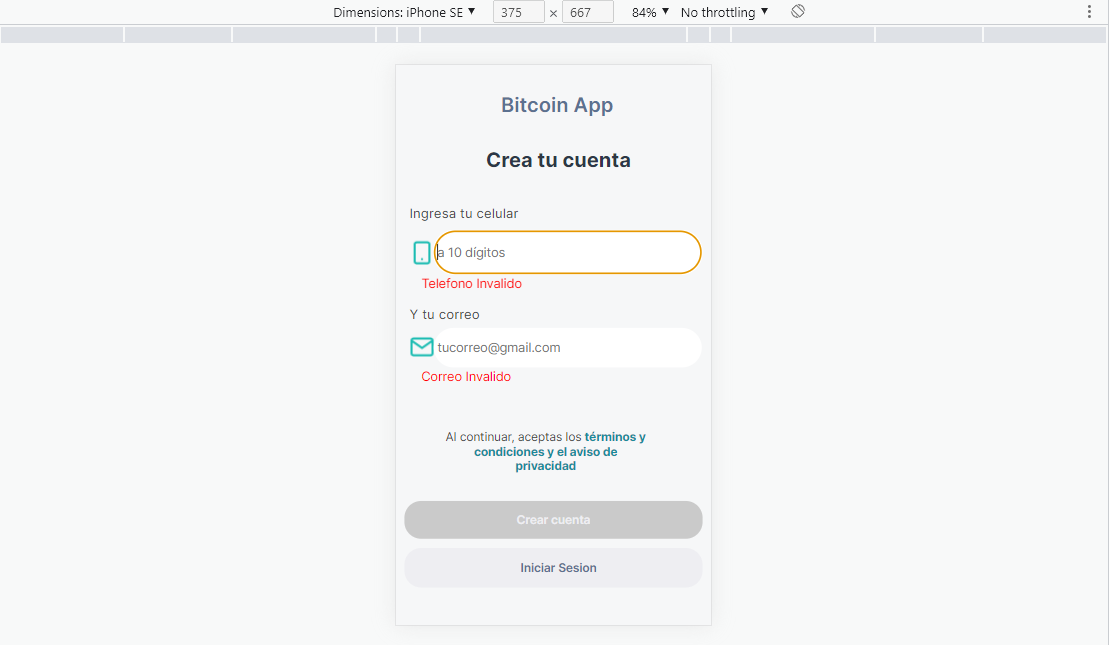 Dimensions: iPhone SE ▼ 375 × 667 84% ▼ No throttling ▼
Bitcoin App
Crea tu cuenta
Ingresa tu celular
a 10 dígitos
Telefono Invalido
Y tu correo
tucorreo@gmail.com
Correo Invalido
Al continuar, aceptas los términos y
condiciones y el aviso de
privacidad
Crear cuenta
Iniciar Sesion